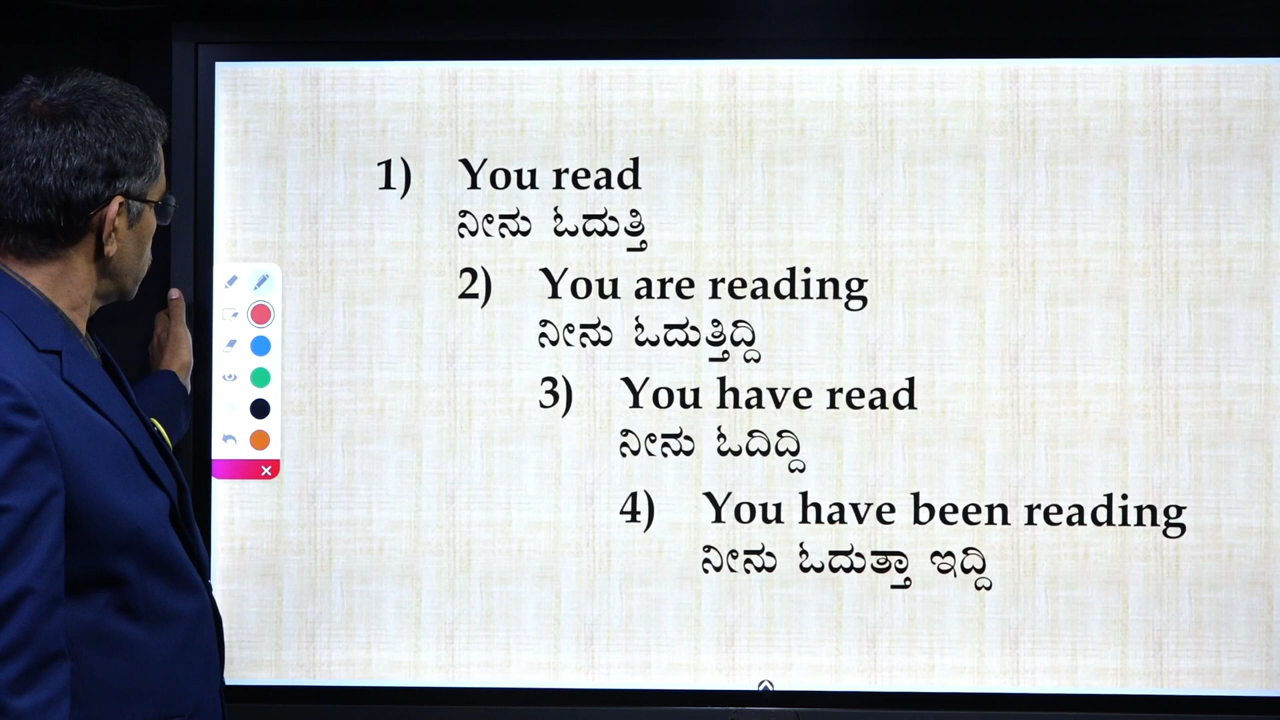 1) You read
ನೀನು ಓದುತ್ತಿ
2) You are reading
ನೀನು ಓದುತ್ತಿದ್ದಿ
3) You have read
ನೀನು ಓದಿದ್ದಿ
4) You have been reading
ನೀನು ಓದುತ್ತಾ ಇದ್ದಿ